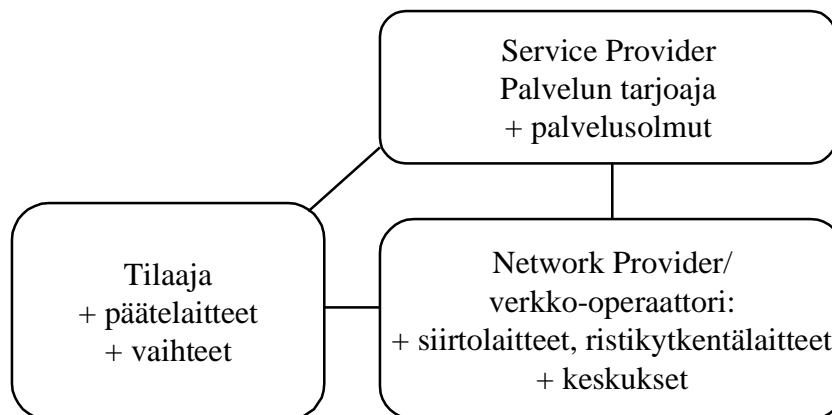 Service Provider
Palvelun tarjoaja
+ palvelusolmut
Tilaaja
+ päätelaitteet
+ vaihteet
Network Provider/
verkko-operaattori:
+ siirtolaitteet, ristikytkentälaitteet
+ keskukset